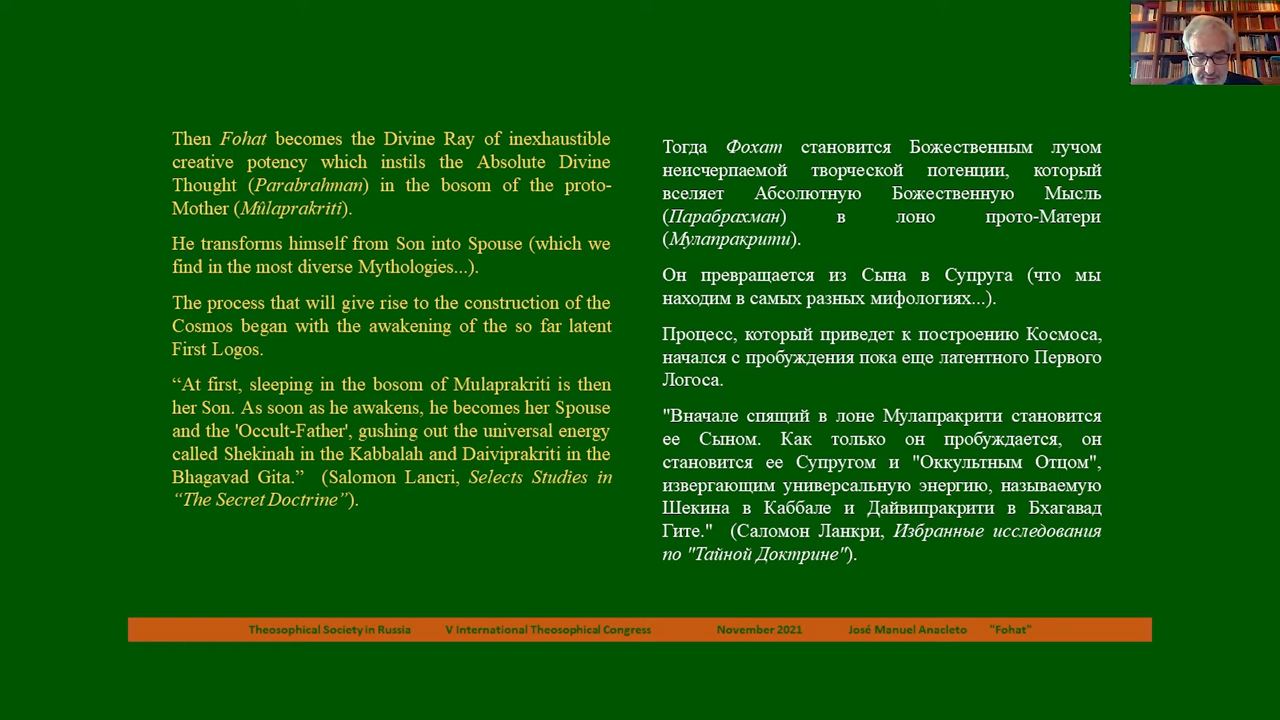 Then Fohat becomes the Divine Ray of inexhaustible
creative potency which instils the Absolute Divine
Thought (Parabrahman) in the bosom of the proto-
Mother (Mûlaprakriti).
He transforms himself from Son into Spouse (which we
find in the most diverse Mythologies...).
The process that will give rise to the construction of the
Cosmos began with the awakening of the so far latent
First Logos.
“At first, sleeping in the bosom of Mulaprakriti is then
her Son. As soon as he awakens, he becomes her Spouse
and the 'Occult-Father', gushing out the universal energy
called Shekinah in the Kabbalah and Daiviprakriti in the
Bhagavad Gita.” (Salomon Lancri, Selects Studies in
“The Secret Doctrine”).
Тогда Фохат становится Божественным лучом
неисчерпаемой творческой потенции, который
вселяет Абсолютную Божественную Мысль
(Парабрахман) в лоно прото-Матери
(Мулапракрити).
Он превращается из Сына в Супруга (что мы
находим в самых разных мифологиях...).
Процесс, который приведет к построению Космоса,
начался с пробуждения пока еще латентного Первого
Логоса.
"Вначале спящий в лоне Мулапракрити становится
ее Сыном. Как только он пробуждается, он
становится ее Супругом и "Оккультным Отцом",
извергающим универсальную энергию, называемую
Шекина в Каббале и Дайвипракрити в Бхагавад
Гите." (Саломон Ланкри, Избранные исследования
по "Тайной Доктрине").
Theosophical Society in Russia V International Theosophical Congress November 2021 José Manuel Anacleto "Fohat"